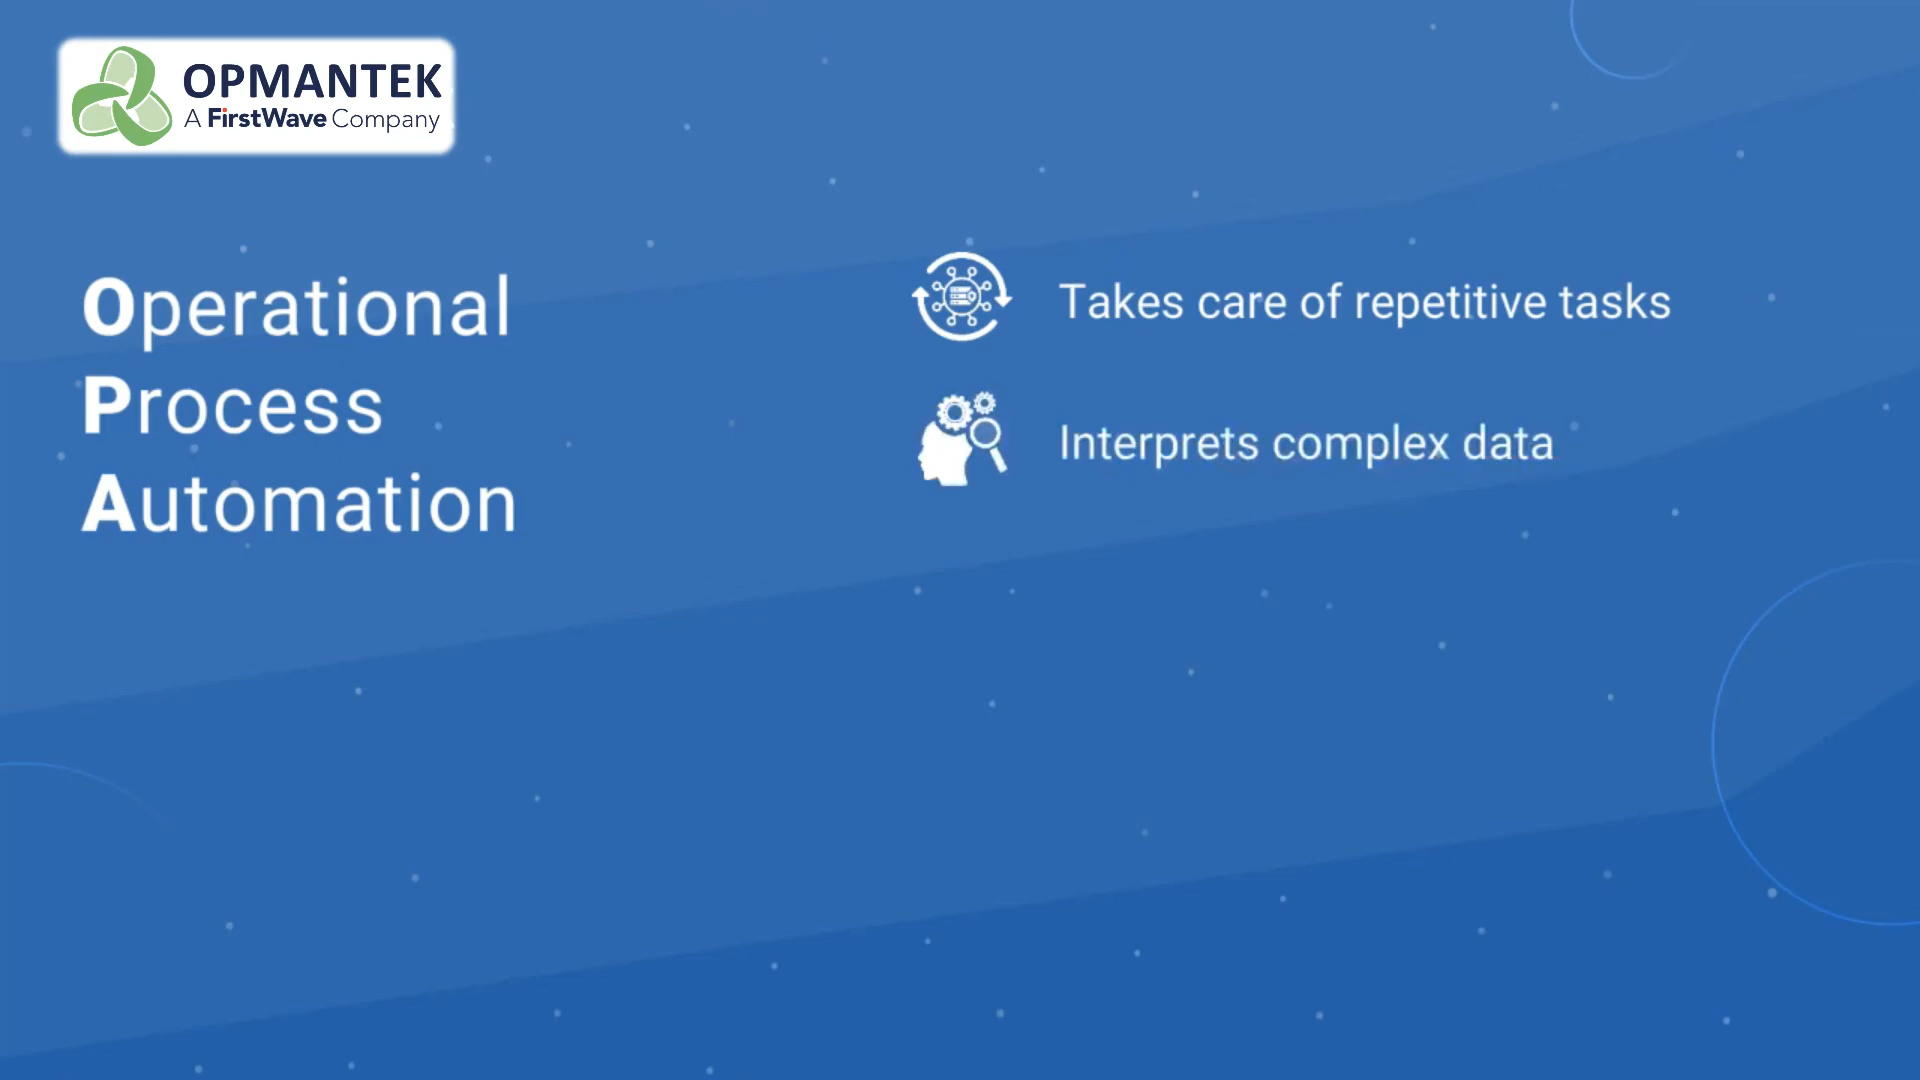 OPMANTEK
A FirstWave Company
Operational
Process
Automation
Takes care of repetitive tasks
Interprets complex data